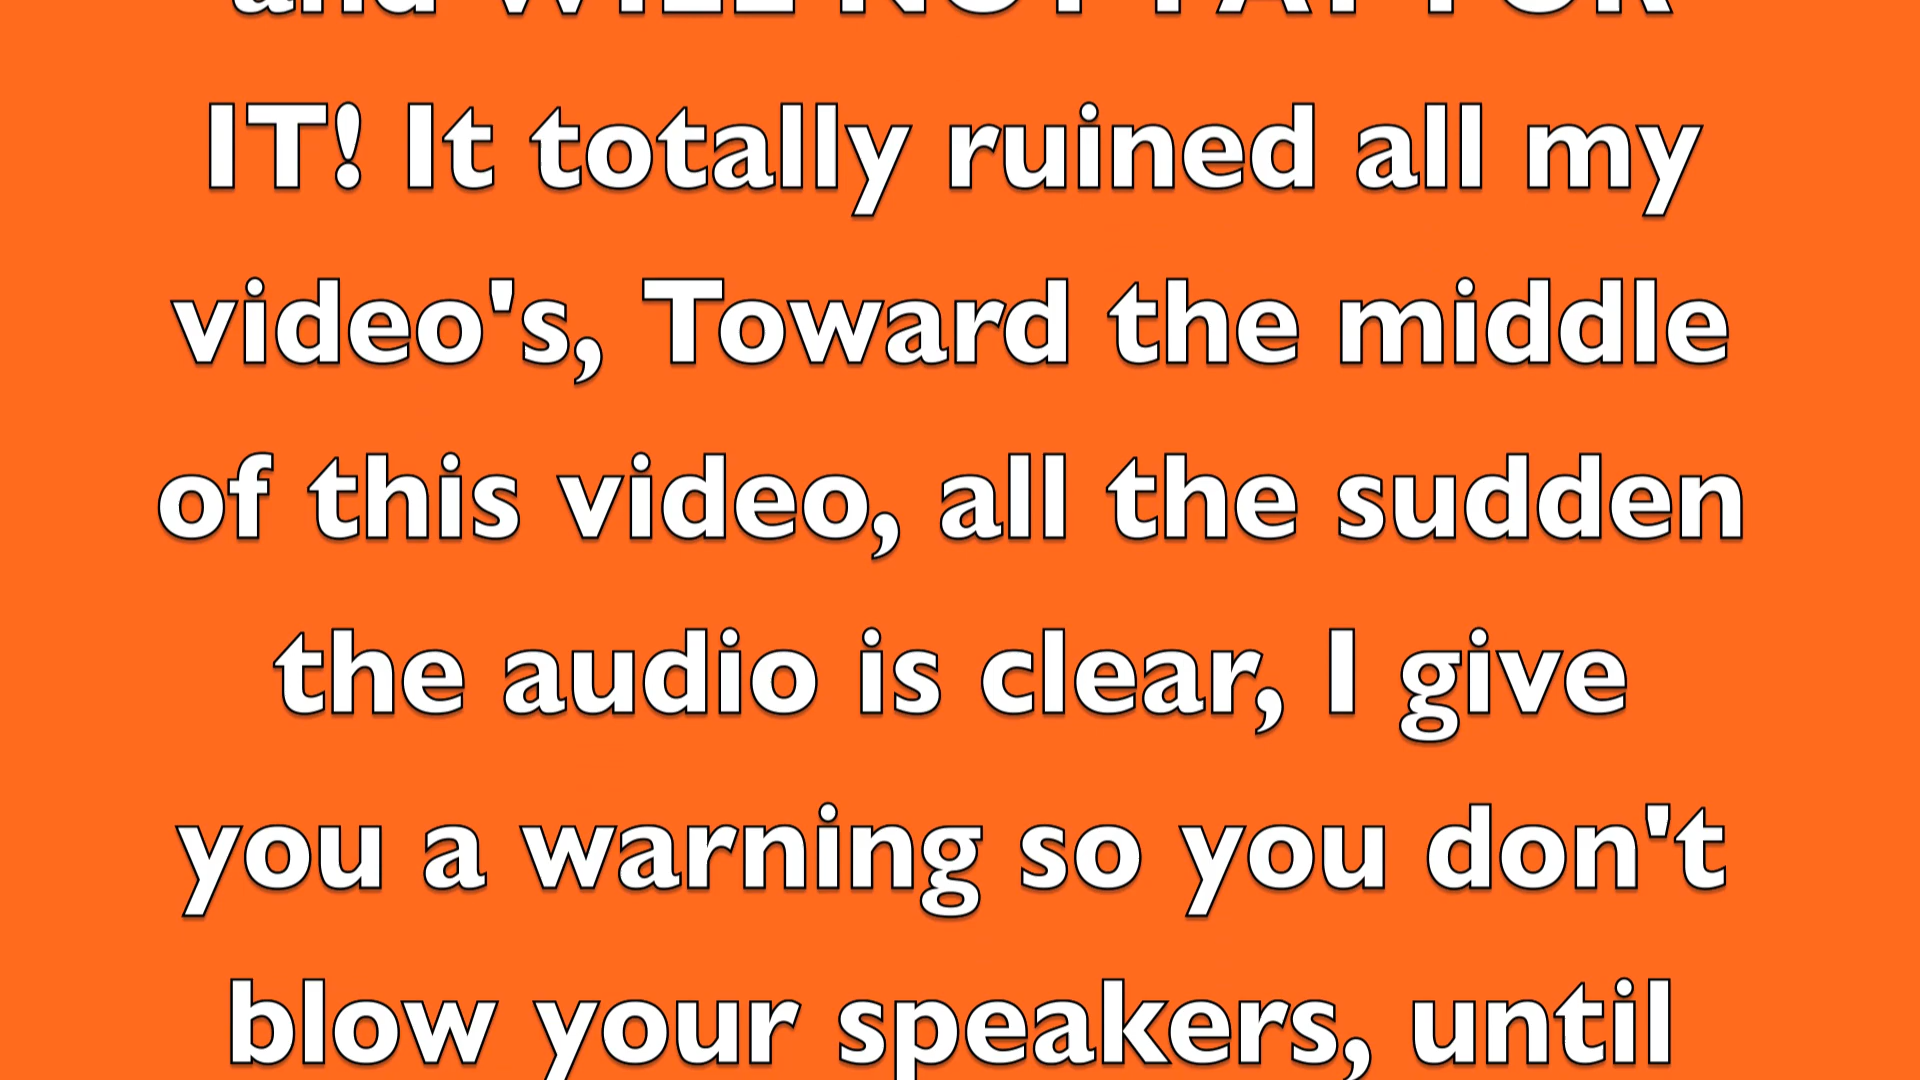 and WILL NOT PAY FOR
IT! It totally ruined all my
video's, Toward the middle
of this video, all the sudden
the audio is clear, I give
you a warning so you don't
blow your speakers, until